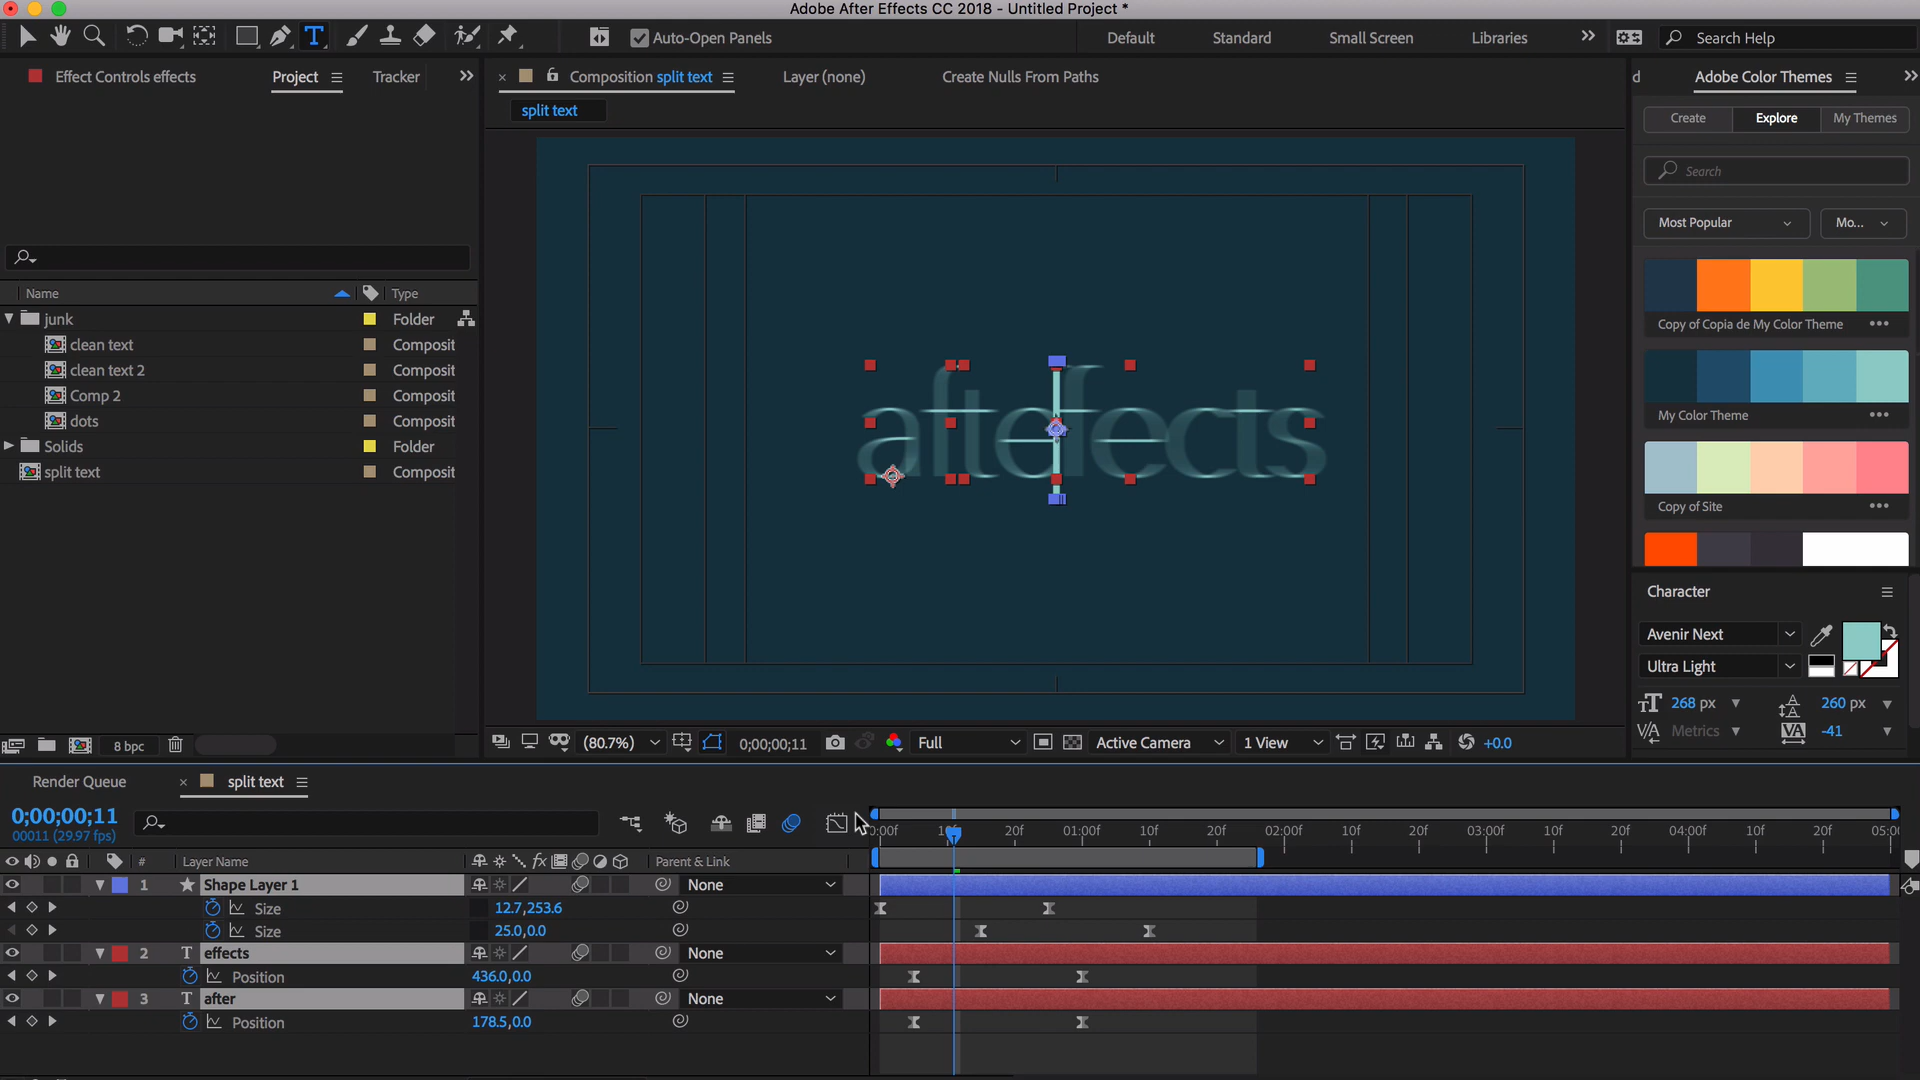 Adobe After Effects CC 2018 - Untitled Project *
Auto-Open Panels
Default
Standard
Small Screen
Libraries
Search Help
Effect Controls effects
Project
Tracker
Composition split text
Layer (none)
Create Nulls From Paths
d
Adobe Color Themes
split text
Create
Explore
My Themes
Search
Most Popular
Mo...
Copy of Copia de My Color Theme
My Color Theme
Copy of Site
Name
Type
junk
Folder
clean text
Composit
clean text 2
Composit
Comp 2
Composit
dots
Composit
Solids
Folder
split text
Composit
Character
Avenir Next
Ultra Light
268 px
260 px
Metrics
-41
8 bpc
(80.7%)
0;00;00;11
Full
Active Camera
1 View
+0.0
Render Queue
split text
0;00;00;11
00011 (29.97 fps)
20f
01:00f
10f
20f
02:00f
10f
20f
03:00f
10f
20f
04:00f
10f
20f
05:00
#
Layer Name
fx
Parent & Link
1
Shape Layer 1
None
Size
12.7,253.6
Size
25.0,0.0
2
T
effects
None
Position
436.0,0.0
3
T
after
None
Position
178.5,0.0